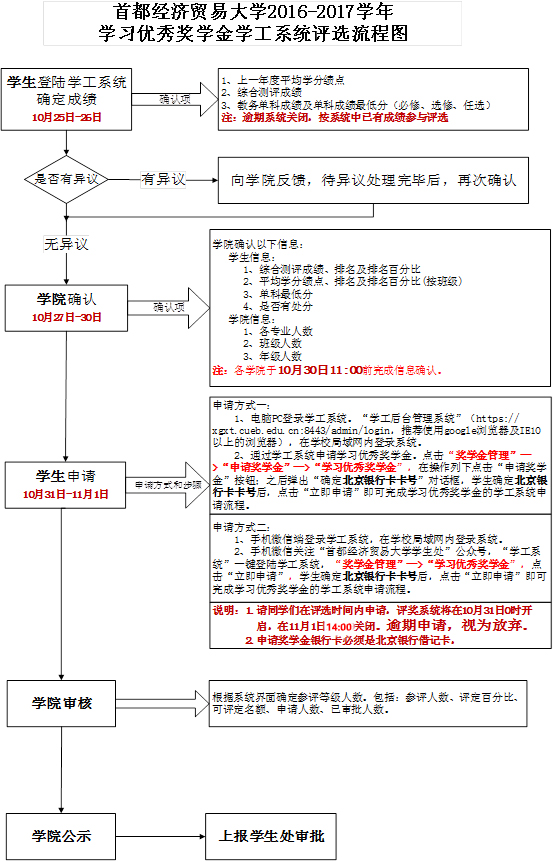 首都经济贸易大学2016-2017学年
学习优秀奖学金学工系统评选流程图
学生登陆学工系统
确定成绩
10月25日-26日
确认项
1、上一年度平均学分绩点
2、综合测评成绩
3、教务单科成绩及单科成绩最低分（必修、选修、任选）
注：逾期系统关闭，按系统中已有成绩参与评选
是否有异议
有异议
向学院反馈，待异议处理完毕后，再次确认
无异议
学院确认
10月27日-30日
确认项
学院确认以下信息：
学生信息：
1、综合测评成绩、排名及排名百分比
2、平均学分绩点、排名及排名百分比(按班级)
3、单科最低分
4、是否有处分
学院信息：
1、各专业人数
2、班级人数
3、年级人数
注：各学院于10月30日11：00前完成信息确认。
学生申请
10月31日-11月1日
申请方式和步骤
申请方式一：
1、电脑PC登录学工系统。“学工后台管理系统”（https://
xgxt.cueb.edu.cn:8443/admin/login，推荐使用google浏览器及IE10
以上的浏览器），在学校局域网内登录系统。
2、通过学工系统申请学习优秀奖学金。点击“奖学金管理”—
>“申请奖学金”—>“学习优秀奖学金”，在操作列下点击“申请奖学
金”按钮；之后弹出“确定北京银行卡卡号”对话框，学生确定北京银
行卡卡号后，点击“立即申请”即可完成学习优秀奖学金的学工系统申
请流程。
申请方式二：
1、手机微信端登录学工系统，在学校局域网内登录系统。
2、手机微信关注“首都经济贸易大学学生处”公众号，“学工系
统”一键登陆学工系统，“奖学金管理”—>“学习优秀奖学金”，点
击“立即申请”，学生确定北京银行卡卡号后，点击“立即申请”即可
完成学习优秀奖学金的学工系统申请流程。
说明：1. 请同学们在评选时间内申请，评奖系统将在10月31日0时开
启，在11月1日14:00关闭。逾期申请，视为放弃。
2. 申请奖学金银行卡必须是北京银行借记卡。
学院审核
根据系统界面确定参评等级人数。包括：参评人数、评定百分比、
可评定名额、申请人数、已审批人数。
学院公示
上报学生处审批